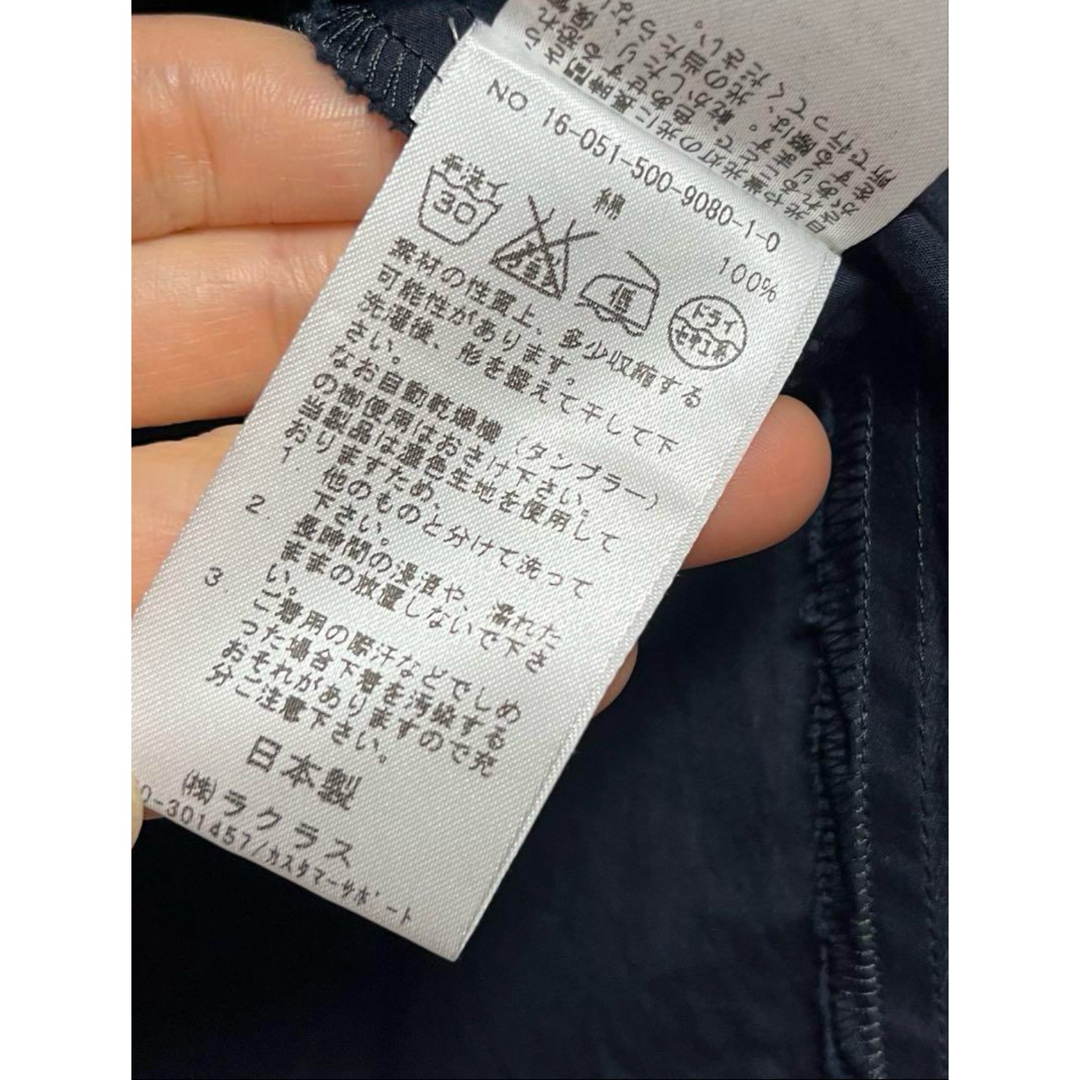 NO. 16-051-500-9080-1-0
綿 100%
手洗イ
30
低
ドライ
セキユ系
素材の性質上、多少収縮する
可能性があります。
洗濯後、形を整えて干して下
さい。
なお自動乾燥機(タンブラー)
の御使用はおさけ下さい。
当製品は濃色生地を使用して
おりますため、
1. 他のものと分けて洗って
下さい。
2. 長時間の浸漬や、濡れた
ままの放置しないで下さ
い。
3. ご着用の際汗などでしめ
った場合下着を汚染する
おそれがありますので充
分ご注意下さい。
日本製
(株)ラクラス
0-301457/カスタマーサポート